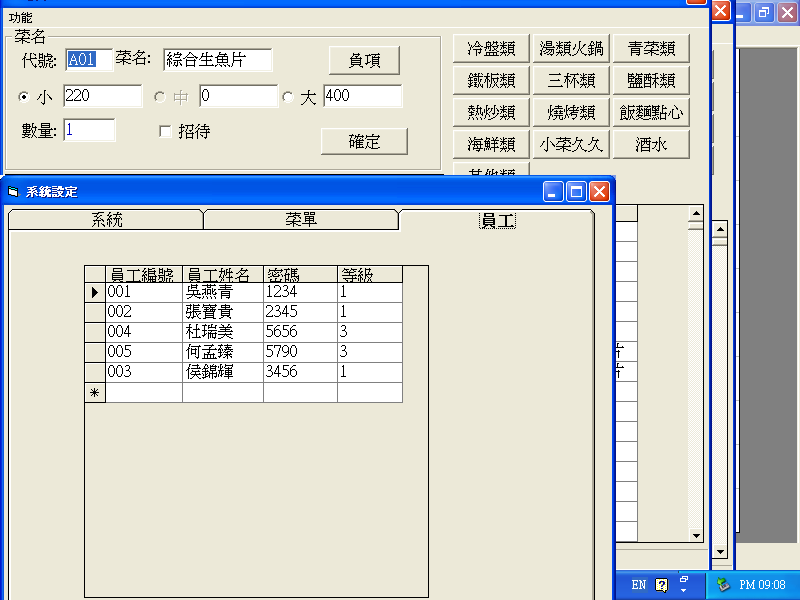 功能
菜名
代號: A01 菜名: 綜合生魚片 員項
小 220 中 0 大 400
數量: 1 招待
確定
冷盤類 湯類火鍋 青菜類
鐵板類 三杯類 鹽酥類
熱炒類 燒烤類 飯麵點心
海鮮類 小菜久久 酒水
其他類
系統設定
系統 菜單 員工
員工編號 員工姓名 密碼 等級
001 吳燕青 1234 1
002 張寶貴 2345 1
004 杜瑞美 5656 3
005 何孟臻 5790 3
003 侯錦輝 3456 1
EN PM 09:08